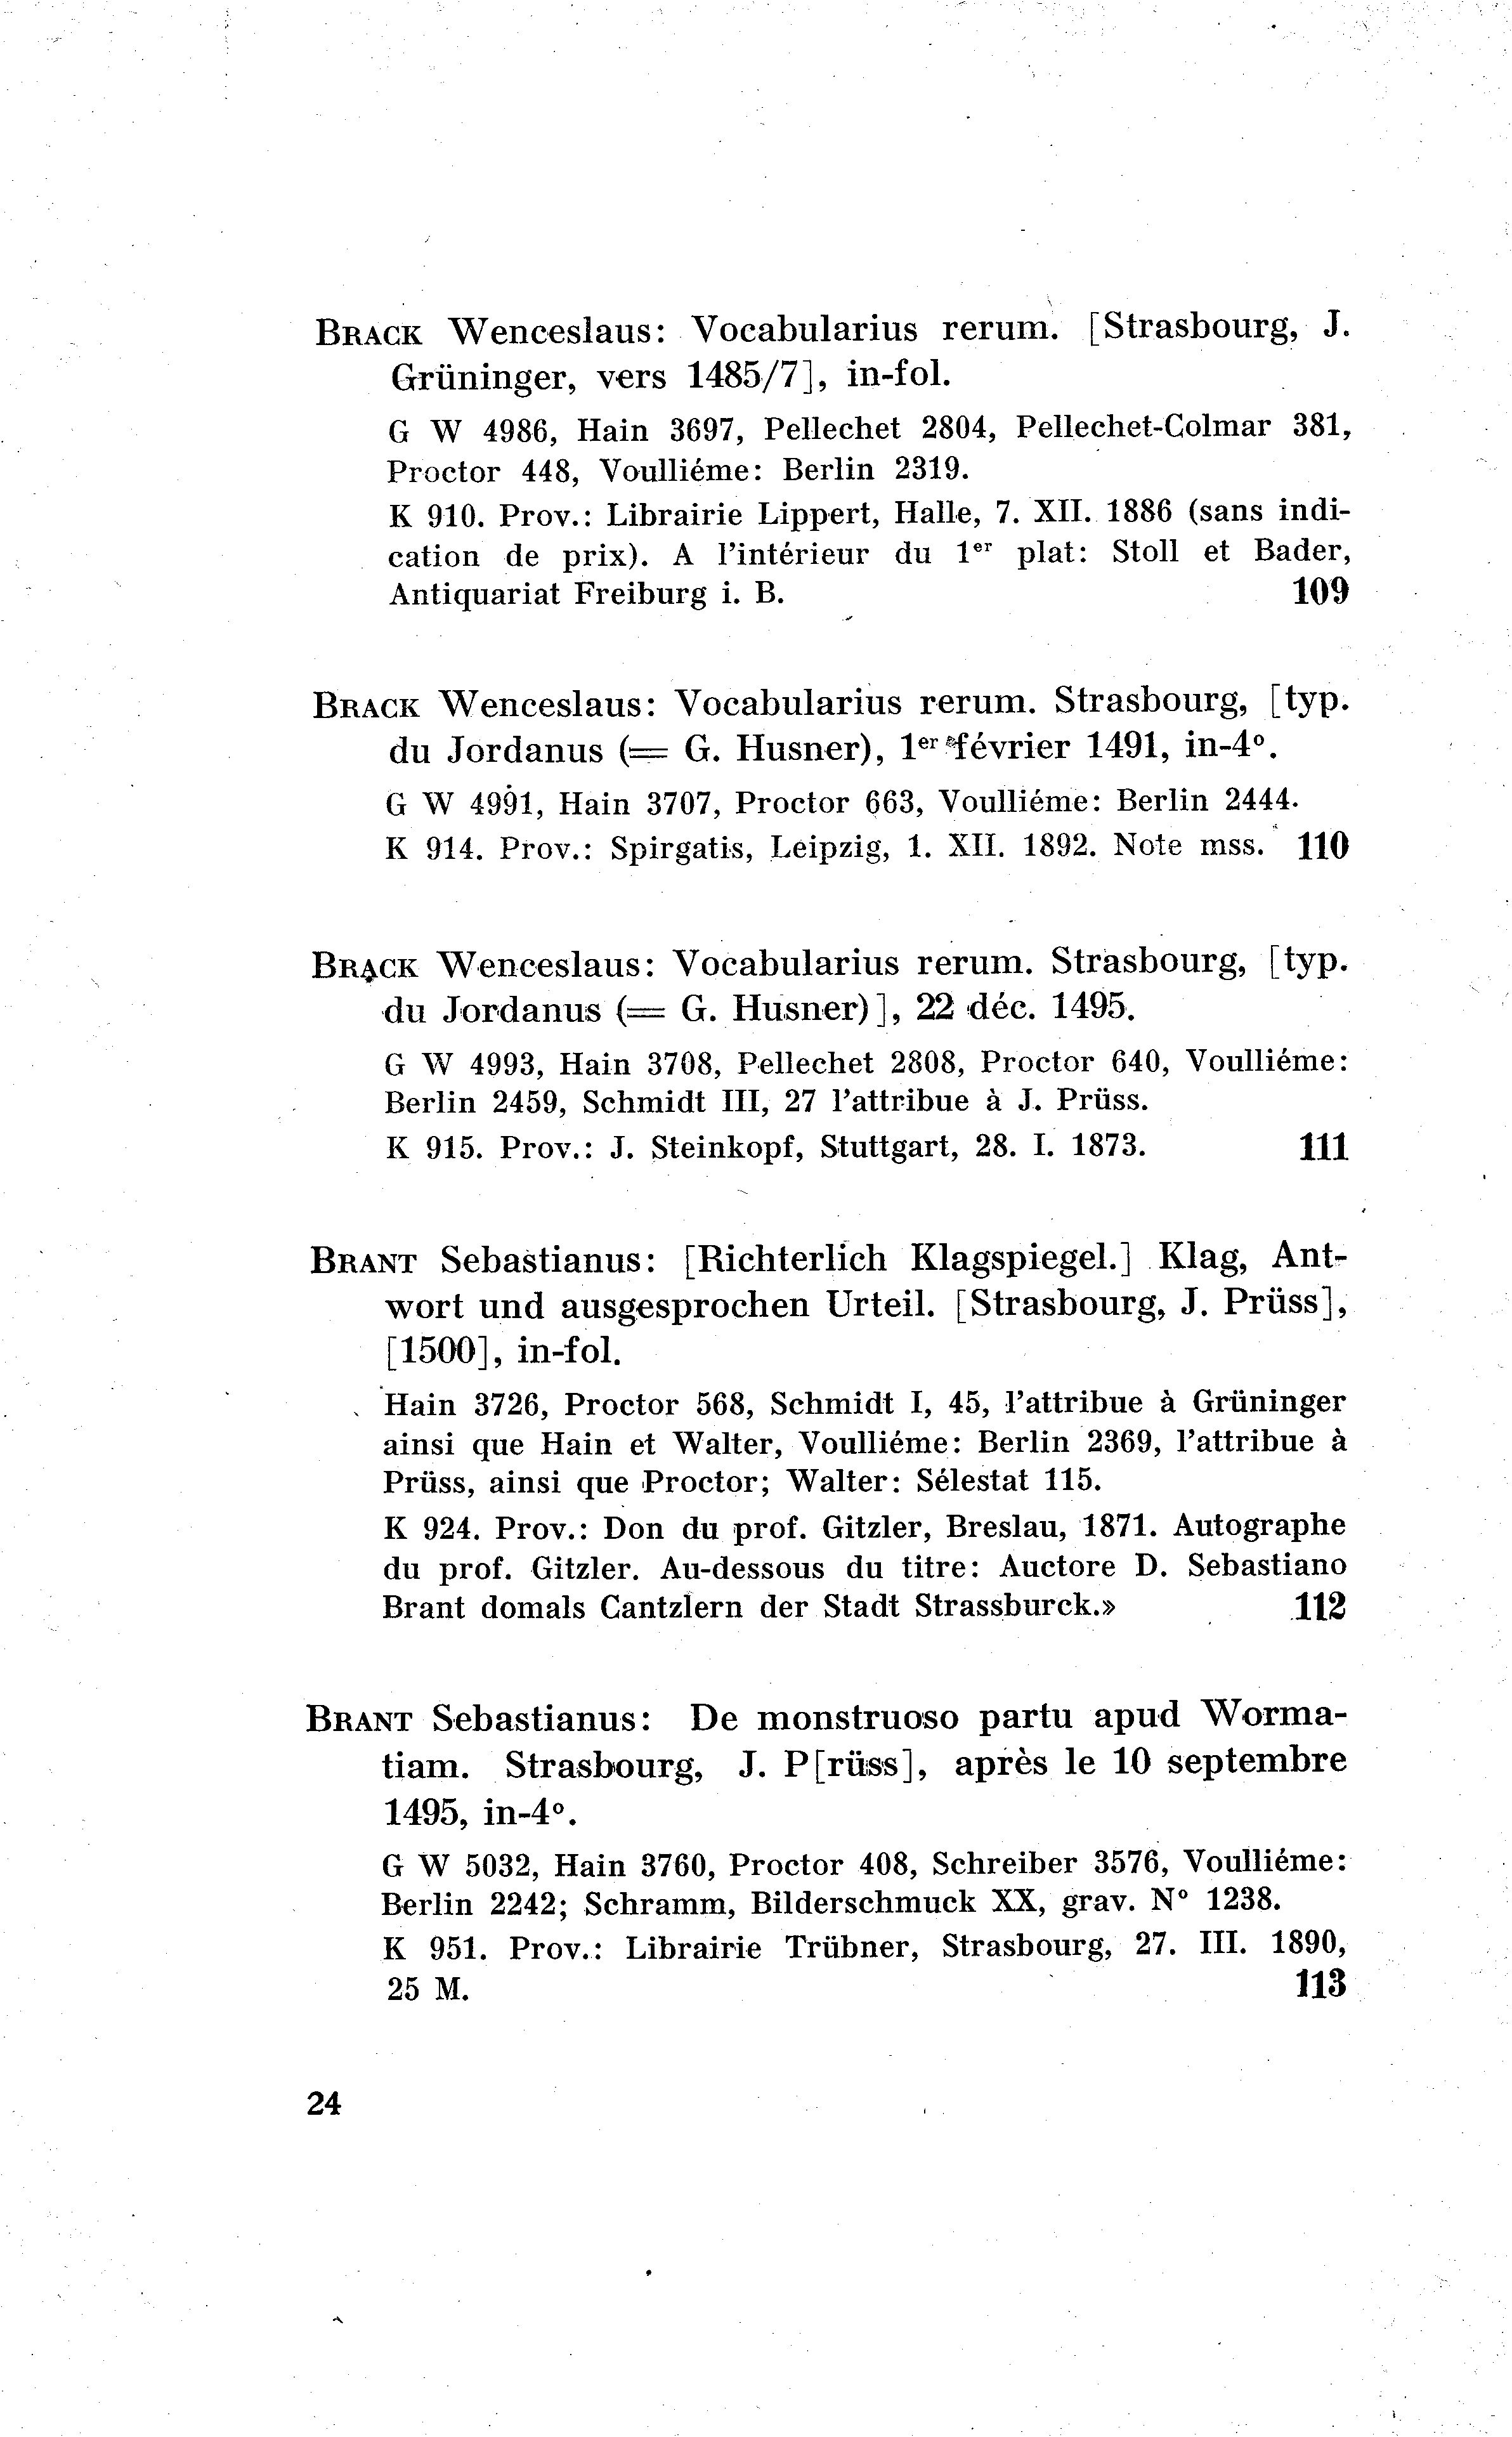 BRACK Wenceslaus: Vocabularius rerum. [Strasbourg, J.
Grüninger, vers 1485/7], in-fol.
G W 4986, Hain 3697, Pellechet 2804, Pellechet-Colmar 381,
Proctor 448, Voulliéme: Berlin 2319.
K 910. Prov.: Librairie Lippert, Halle, 7. XII. 1886 (sans indi-
cation de prix). A l'intérieur du 1er plat: Stoll et Bader,
Antiquariat Freiburg i. B. 109
BRACK Wenceslaus: Vocabularius rerum. Strasbourg, [typ.
du Jordanus (= G. Husner), 1er février 1491, in-4º.
G W 4991, Hain 3707, Proctor 663, Voulliéme: Berlin 2444.
K 914. Prov.: Spirgatis, Leipzig, 1. XII. 1892. Note mss. 110
BRACK Wenceslaus: Vocabularius rerum. Strasbourg, [typ.
du Jordanus (= G. Husner)], 22 déc. 1495.
G W 4993, Hain 3708, Pellechet 2808, Proctor 640, Voulliéme:
Berlin 2459, Schmidt III, 27 l'attribue à J. Prüss.
K 915. Prov.: J. Steinkopf, Stuttgart, 28. I. 1873. 111
BRANT Sebastianus: [Richterlich Klagspiegel.] Klag, Ant-
wort und ausgesprochen Urteil. [Strasbourg, J. Prüss],
[1500], in-fol.
Hain 3726, Proctor 568, Schmidt I, 45, l'attribue à Grüninger
ainsi que Hain et Walter, Voulliéme: Berlin 2369, l'attribue à
Prüss, ainsi que Proctor; Walter: Sélestat 115.
K 924. Prov.: Don du prof. Gitzler, Breslau, 1871. Autographe
du prof. Gitzler. Au-dessous du titre: Auctore D. Sebastiano
Brant domals Cantzlern der Stadt Strassburck.» 112
BRANT Sebastianus: De monstruoso partu apud Worma-
tiam. Strasbourg, J. P[rüss], après le 10 septembre
1495, in-4º.
G W 5032, Hain 3760, Proctor 408, Schreiber 3576, Voulliéme:
Berlin 2242; Schramm, Bilderschmuck XX, grav. Nº 1238.
K 951. Prov.: Librairie Trübner, Strasbourg, 27. III. 1890,
25 M. 113
24